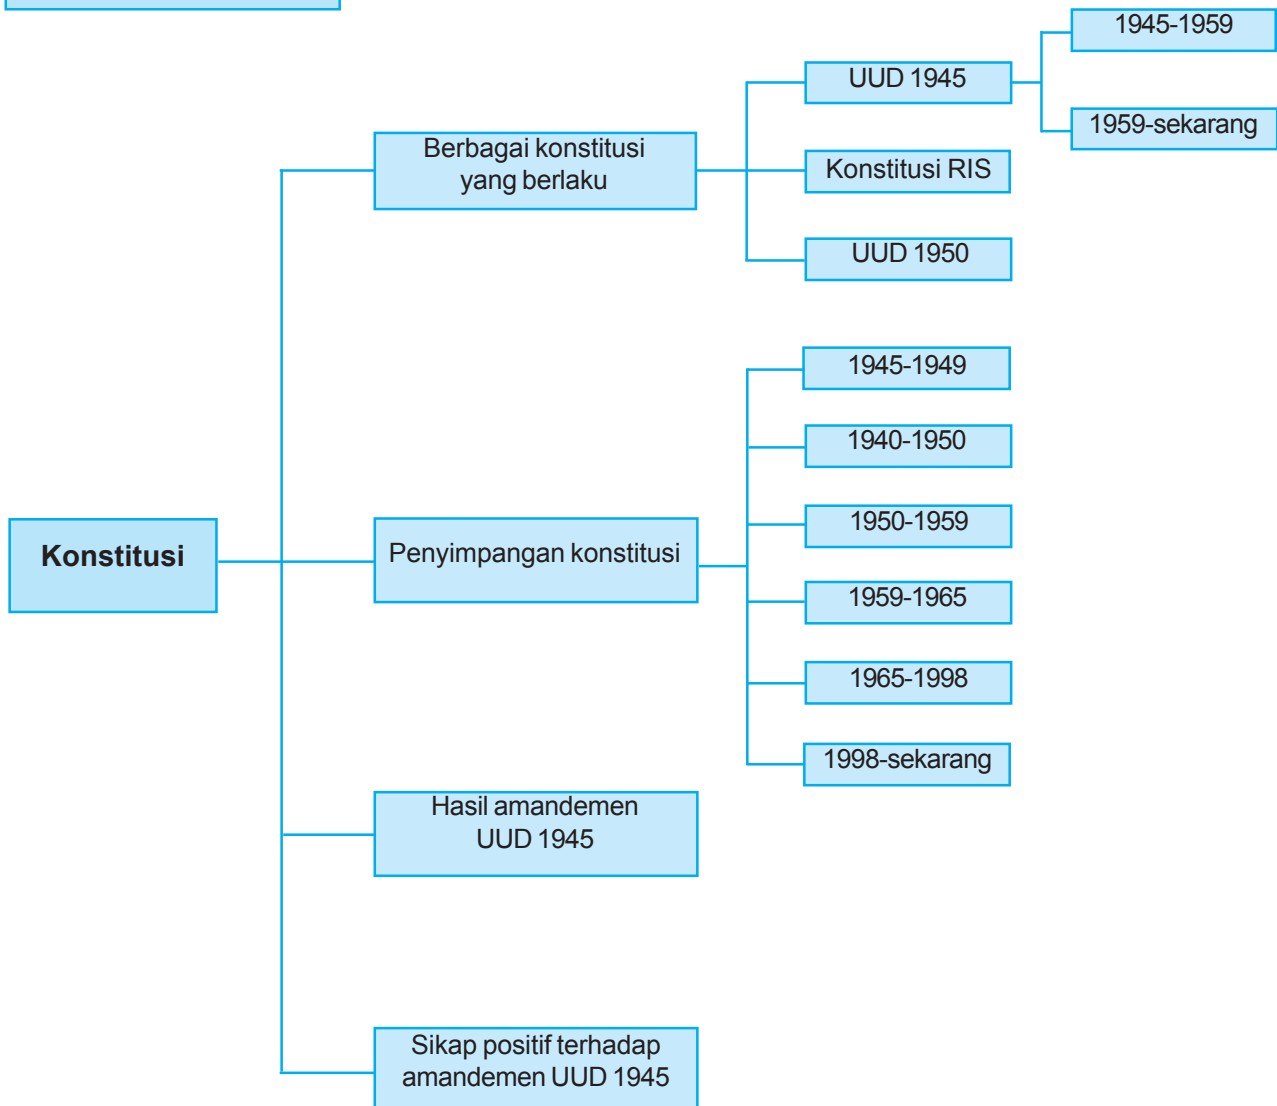 1945-1959
UUD 1945
1959-sekarang
Berbagai konstitusi
yang berlaku
Konstitusi RIS
UUD 1950
1945-1949
1940-1950
1950-1959
Konstitusi
Penyimpangan konstitusi
1959-1965
1965-1998
1998-sekarang
Hasil amandemen
UUD 1945
Sikap positif terhadap
amandemen UUD 1945